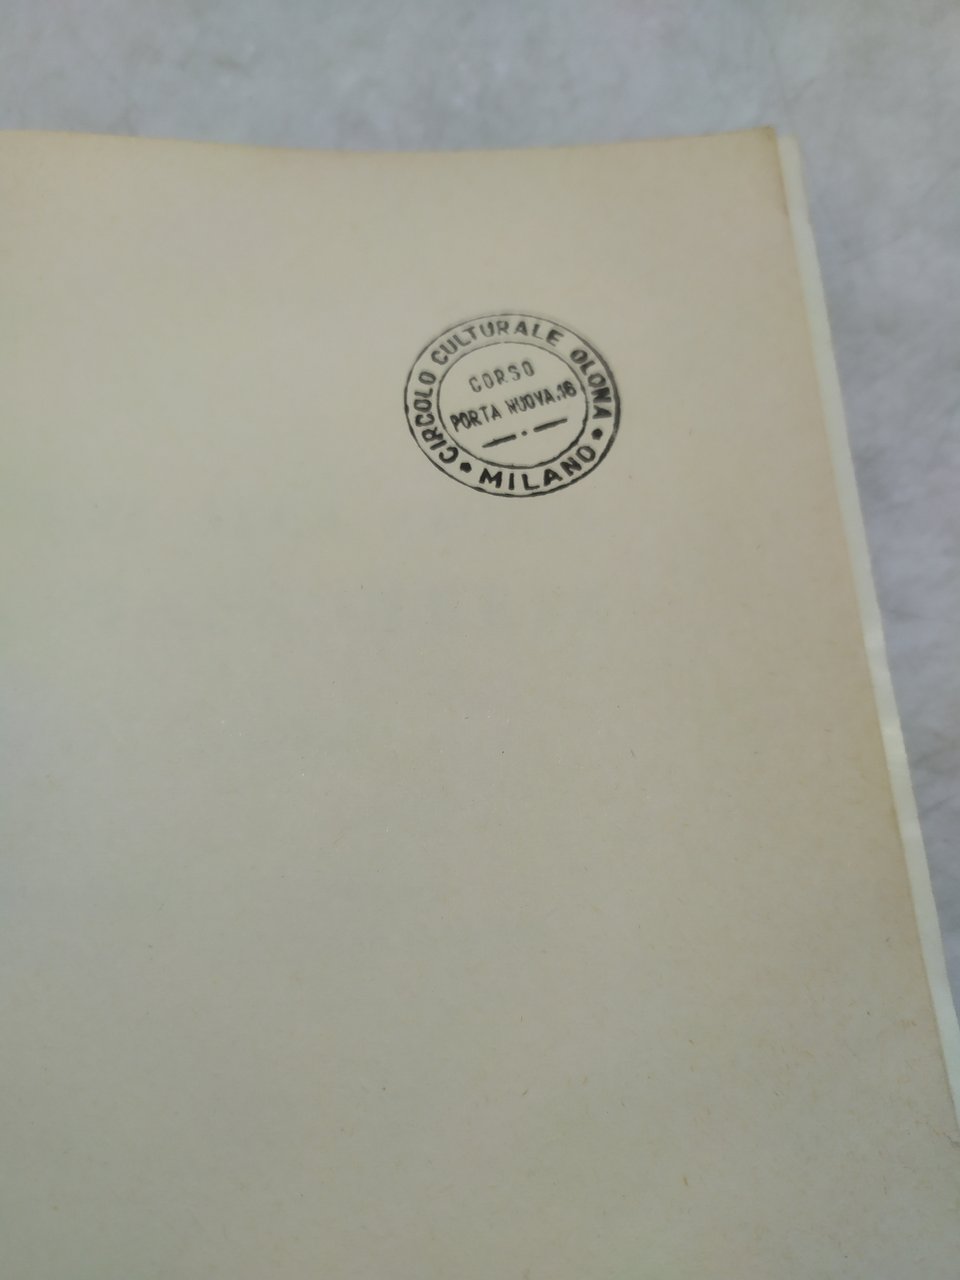 CIRCOLO CULTURALE OLONA
CORSO
PORTA NUOVA.16
• MILANO •